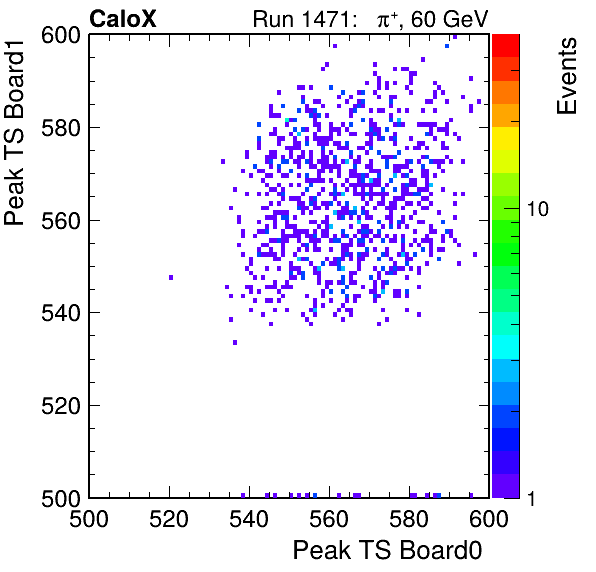 CaloX
Run 1471: π+, 60 GeV
Events
Peak TS Board1
600
580
560
540
520
500
10
1
500 520 540 560 580 600
Peak TS Board0